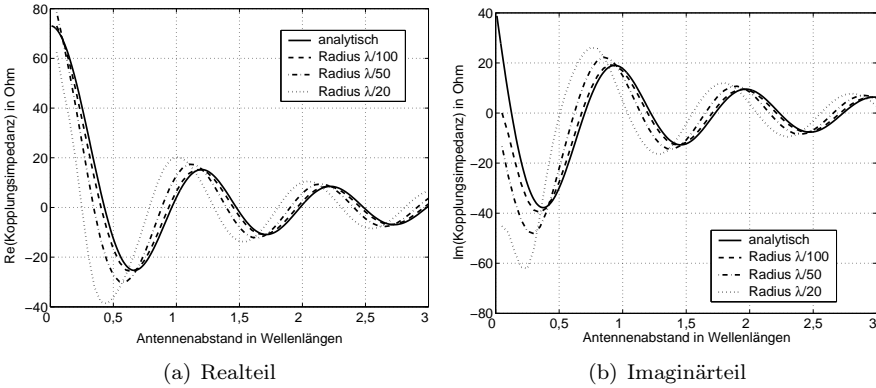 80
60
40
20
0
−20
−40
Re(Kopplungsimpedanz) in Ohm
0
0,5
1
1,5
2
2,5
3
Antennenabstand in Wellenlängen
analytisch
Radius λ/100
Radius λ/50
Radius λ/20
(a) Realteil
40
20
0
−20
−40
−60
−80
Im(Kopplungsimpedanz) in Ohm
0
0,5
1
1,5
2
2,5
3
Antennenabstand in Wellenlängen
analytisch
Radius λ/100
Radius λ/50
Radius λ/20
(b) Imaginärteil